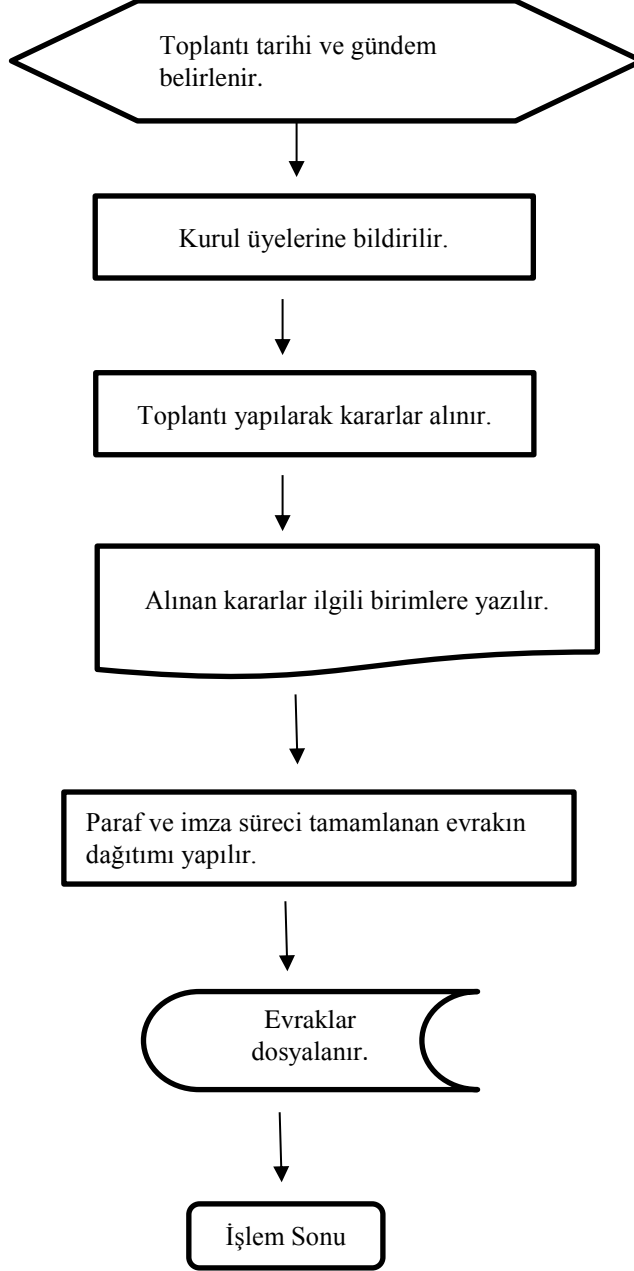 Toplantı tarihi ve gündem
belirlenir.
Kurul üyelerine bildirilir.
Toplantı yapılarak kararlar alınır.
Alınan kararlar ilgili birimlere yazılır.
Paraf ve imza süreci tamamlanan evrakın
dağıtımı yapılır.
Evraklar
dosyalanır.
İşlem Sonu